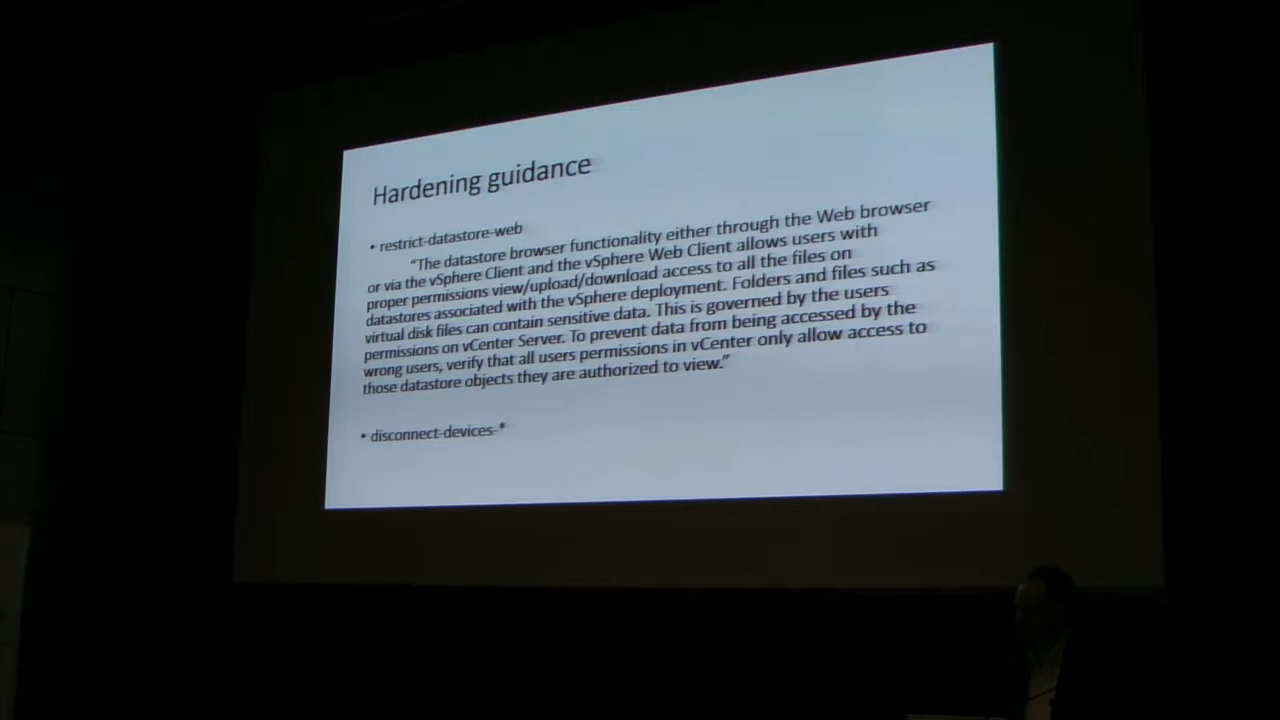 Hardening guidance
• restrict-datastore-web
“The datastore browser functionality either through the Web browser
or via the vSphere Client and the vSphere Web Client allows users with
proper permissions view/upload/download access to all the files on
datastores associated with the vSphere deployment. Folders and files such as
virtual disk files can contain sensitive data. This is governed by the users
permissions on vCenter Server. To prevent data from being accessed by the
wrong users, verify that all users permissions in vCenter only allow access to
those datastore objects they are authorized to view.”
• disconnect-devices-*